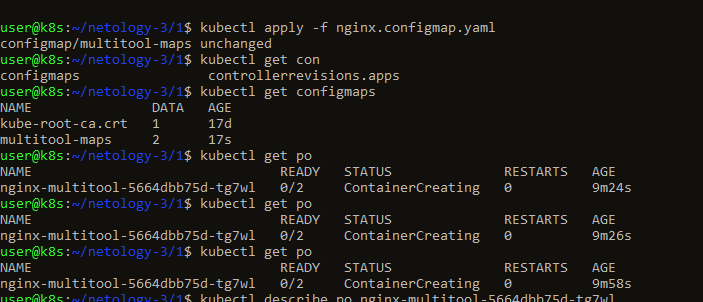 user@k8s:~/netology-3/1$ kubectl apply -f nginx.configmap.yaml
configmap/multitool-maps unchanged
user@k8s:~/netology-3/1$ kubectl get con
configmaps                controllerrevisions.apps
user@k8s:~/netology-3/1$ kubectl get configmaps
NAME               DATA   AGE
kube-root-ca.crt   1      17d
multitool-maps     2      17s
user@k8s:~/netology-3/1$ kubectl get po
NAME                               READY   STATUS              RESTARTS   AGE
nginx-multitool-5664dbb75d-tg7wl   0/2     ContainerCreating   0          9m24s
user@k8s:~/netology-3/1$ kubectl get po
NAME                               READY   STATUS              RESTARTS   AGE
nginx-multitool-5664dbb75d-tg7wl   0/2     ContainerCreating   0          9m26s
user@k8s:~/netology-3/1$ kubectl get po
NAME                               READY   STATUS              RESTARTS   AGE
nginx-multitool-5664dbb75d-tg7wl   0/2     ContainerCreating   0          9m58s
user@k8s:~/netology-3/1$ kubectl describe po nginx-multitool-5664dbb75d-tg7wl